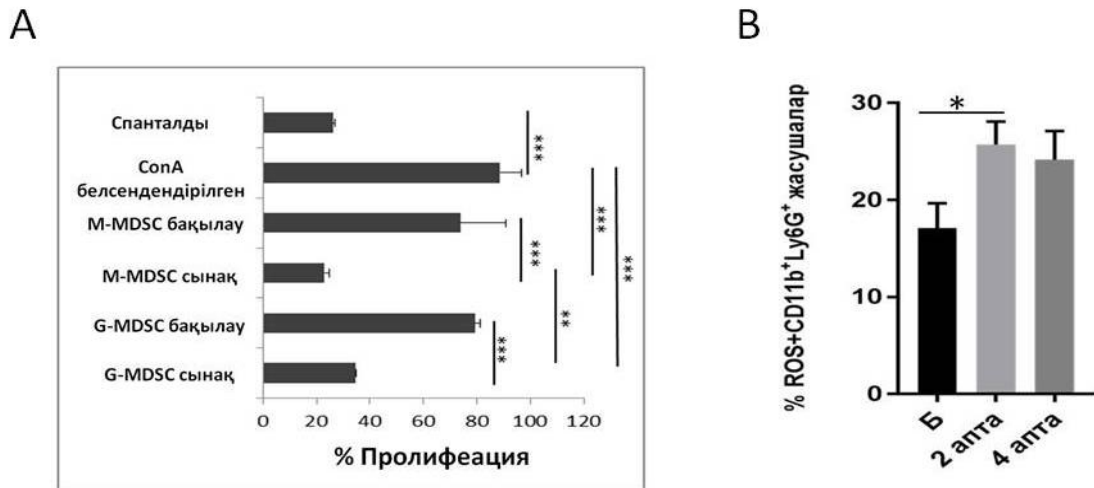 A
Спанталды
ConA
белсендендірілген
М-MDSC бақылау
М-MDSC сынақ
G-MDSC бақылау
G-MDSC сынақ
***
***
***
***
**
***
0
20
40
60
80
100
120
% Пролифеация
B
% ROS+CD11b+Ly6G+ жасушалар
30
20
10
0
*
Б
2 апта
4 апта